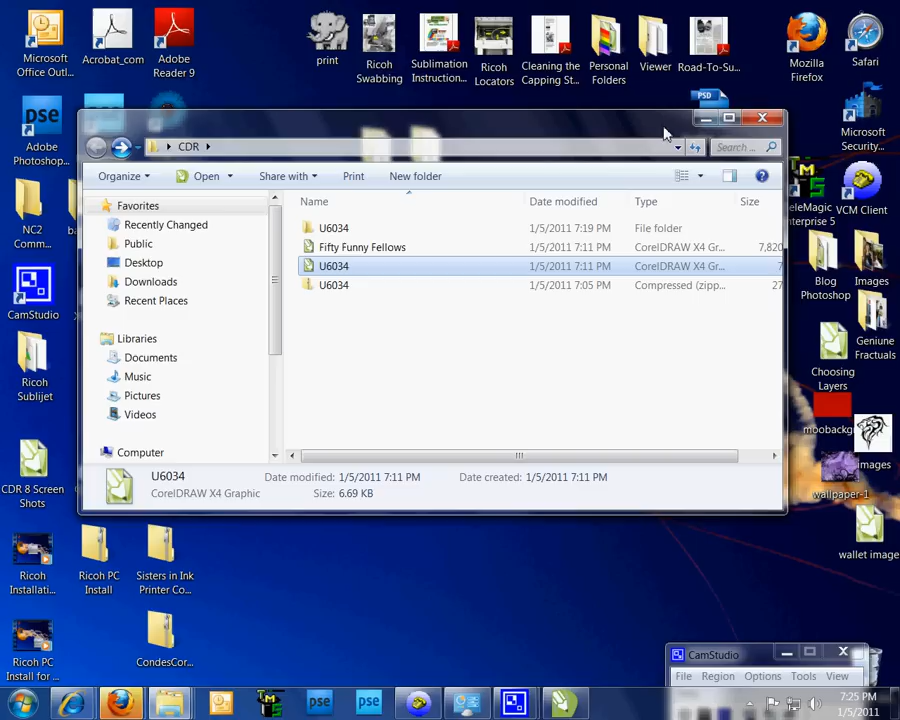 Microsoft
Office Outl...
Acrobat_com
Adobe
Reader 9
print
Ricoh
Swabbing
Sublimation
Instruction...
Ricoh
Locators
Cleaning the
Capping St...
Personal
Folders
Viewer
Road-To-Su...
Mozilla
Firefox
Safari
PSD
pse
Adobe
Photoshop...
Microsoft
Security...
CDR
Search ...
Organize
Open
Share with
Print
New folder
TeleMagic
5
VCM Client
Favorites
Recently Changed
Public
Desktop
Downloads
Recent Places
Libraries
Documents
Music
Pictures
Videos
Computer
Name
Date modified
Type
Size
U6034
1/5/2011 7:19 PM
File folder
Fifty Funny Fellows
1/5/2011 7:11 PM
CorelDRAW X4 Gr...
7,820
U6034
1/5/2011 7:11 PM
CorelDRAW X4 Gr...
7
U6034
1/5/2011 7:05 PM
Compressed (zipp...
27
U6034
CorelDRAW X4 Graphic
Date modified: 1/5/2011 7:11 PM
Size: 6.69 KB
Date created: 1/5/2011 7:11 PM
NC2
Comm...
ba
CamStudio
Ricoh
Sublijet
CDR 8 Screen
Shots
Blog
Photoshop
Images
Geniune
Fractuals
Choosing
Layers
moobackg
images
wallpaper-1
wallet image
Ricoh
Installati...
Ricoh PC
Install
Sisters in Ink
Printer Co...
Ricoh PC
Install for ...
CondesCor...
CamStudio
File
Region
Options
Tools
View
pse
pse
7:25 PM
1/5/2011